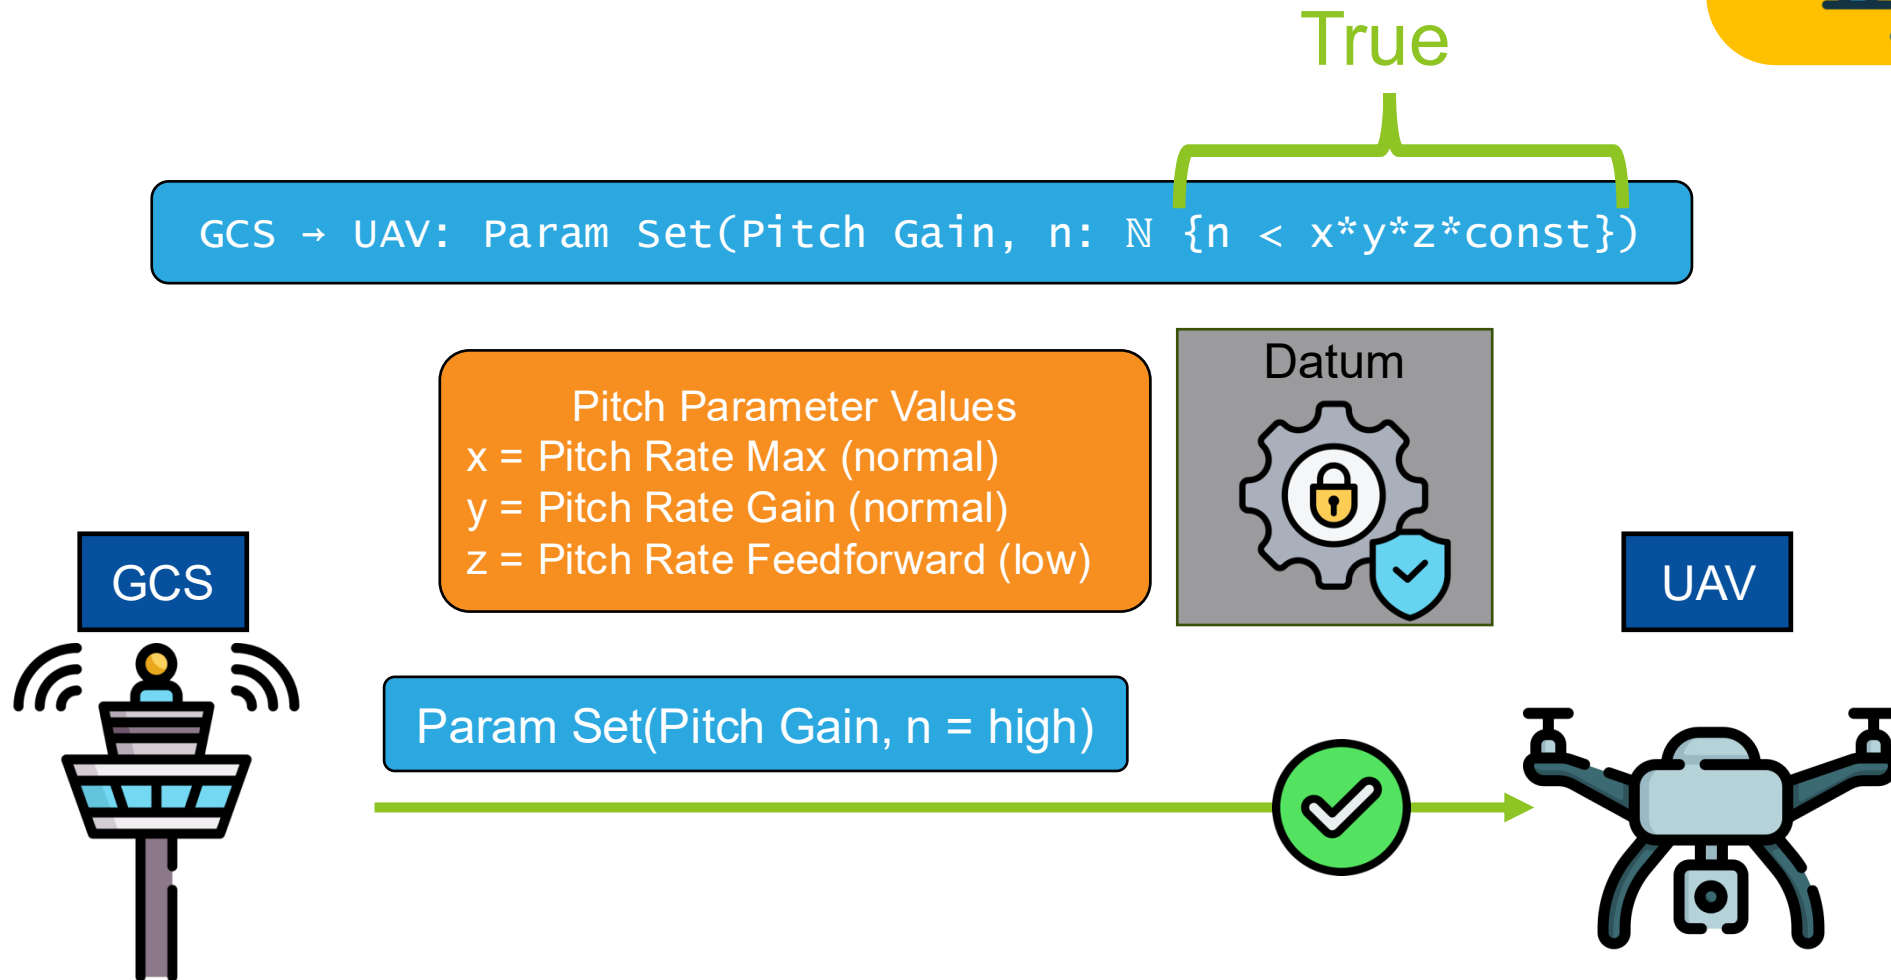 True
GCS → UAV: Param Set(Pitch Gain, n: ℕ {n < x*y*z*const})
Datum
Pitch Parameter Values
x = Pitch Rate Max (normal)
y = Pitch Rate Gain (normal)
z = Pitch Rate Feedforward (low)
GCS
UAV
Param Set(Pitch Gain, n = high)